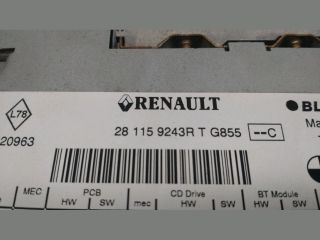 RENAULT
BL
L78
28 115 9243R T G855 --C
Ma
20963
MEC PCB CD Drive BT Module
HW SW mec HW SW HW SW